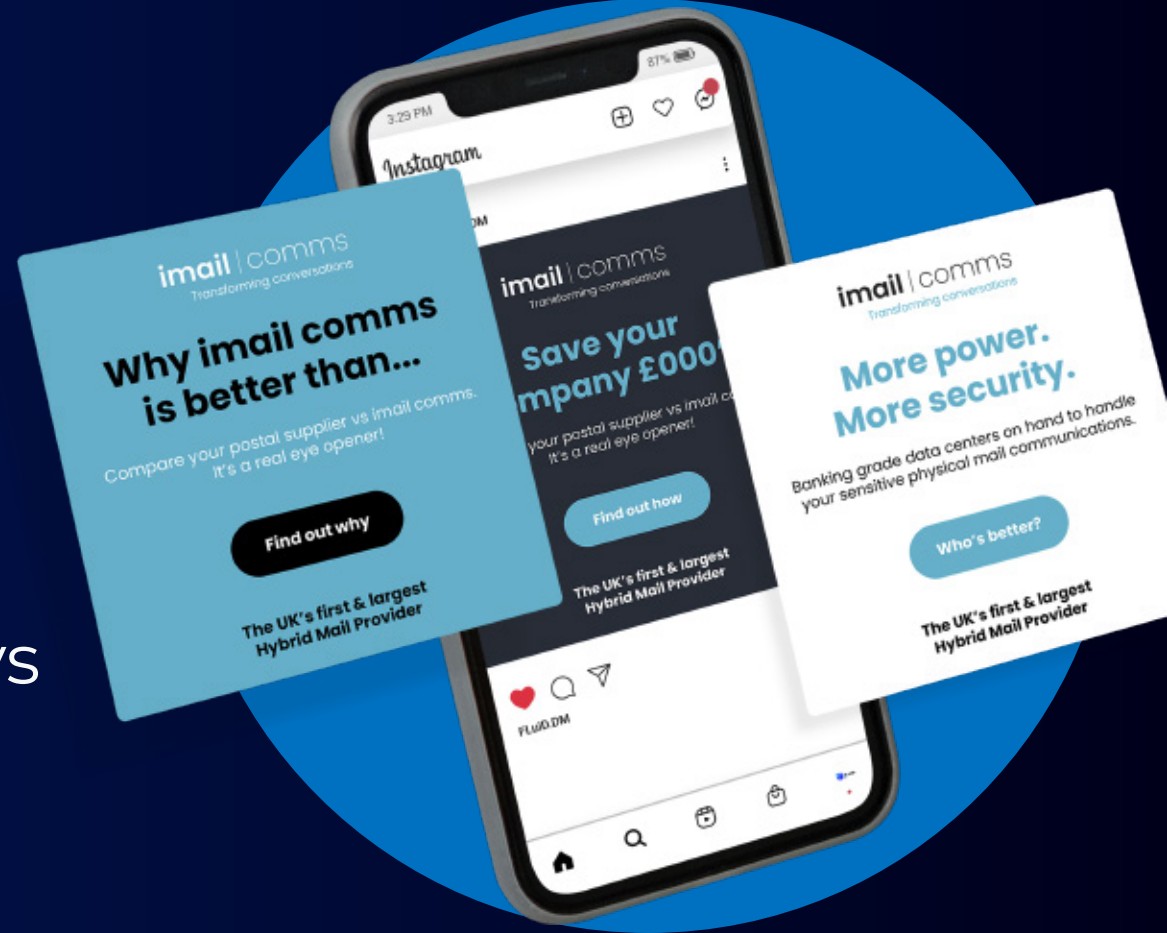 3:29 PM
87%
Instagram
imail | comms
Transforming conversations
Why imail comms
is better than...
Compare your postal supplier vs imail comms.
It's a real eye opener!
Find out why
The UK's first & largest
Hybrid Mail Provider
imail | comms
Transforming conversations
Save your
mpany £000
your postal supplier vs imail c
It's a real eye opener!
Find out how
The UK's first & largest
Hybrid Mail Provider
FLuiD.DM
imail | comms
Transforming conversations
More power.
More security.
Banking grade data centers on hand to handle
your sensitive physical mail communications.
Who's better?
The UK's first & largest
Hybrid Mail Provider